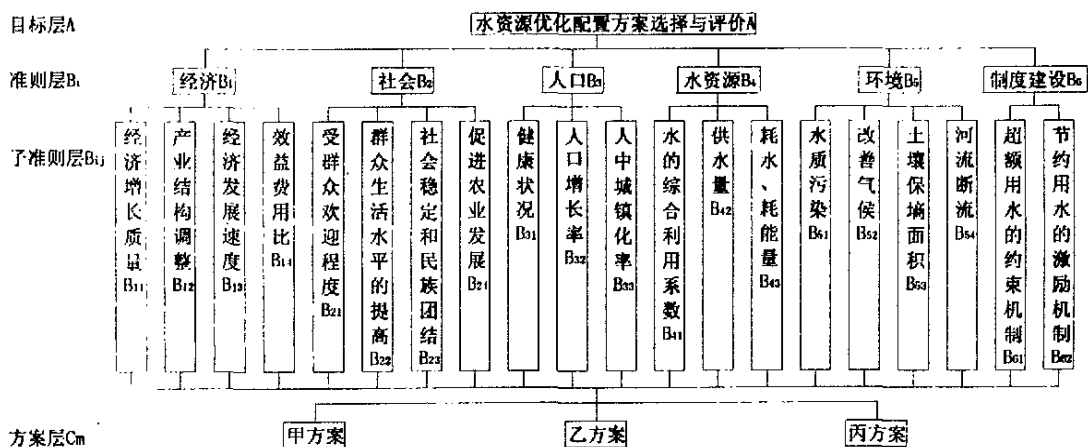 目标层A
水资源优化配置方案选择与评价A
准则层B₁
经济B₁
社会B₂
人口B₃
水资源B₄
环境B₅
制度建设B₆
子准则层Bᵢⱼ
经济增长质量B₁₁
产业结构调整B₁₂
经济发展速度B₁₃
效益费用比B₁₄
受群众欢迎程度B₂₁
群众生活水平的提高B₂₂
社会稳定和民族团结B₂₃
促进农业发展B₂₄
健康状况B₃₁
人口增长率B₃₂
人中城镇化率B₃₃
水的综合利用系数B₄₁
供水量B₄₂
耗水、耗能量B₄₃
水质污染B₅₁
改善气侯B₅₂
土壤保墒面积B₅₃
河流断流B₅₄
超额用水的约束机制B₆₁
节约用水的激励机制B₆₂
方案层Cm
甲方案
乙方案
丙方案